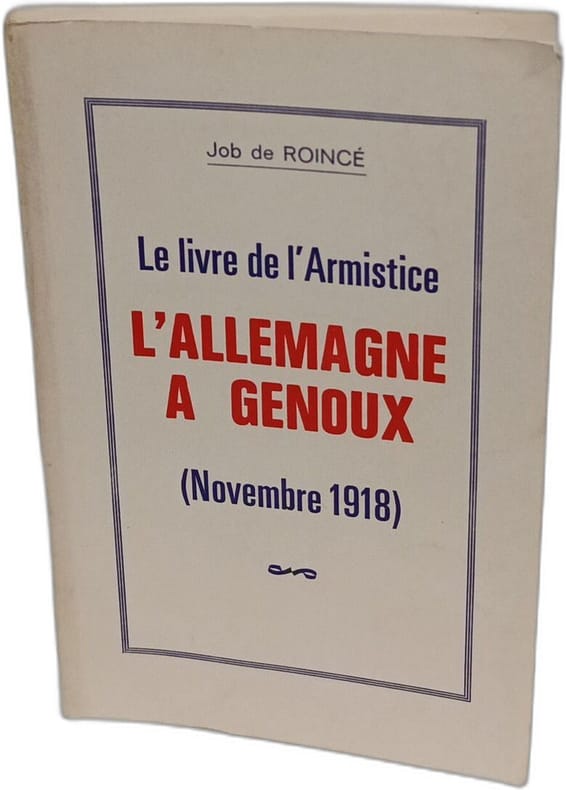 Job de ROINCÉ
Le livre de l'Armistice
L'ALLEMAGNE
A GENOUX
(Novembre 1918)